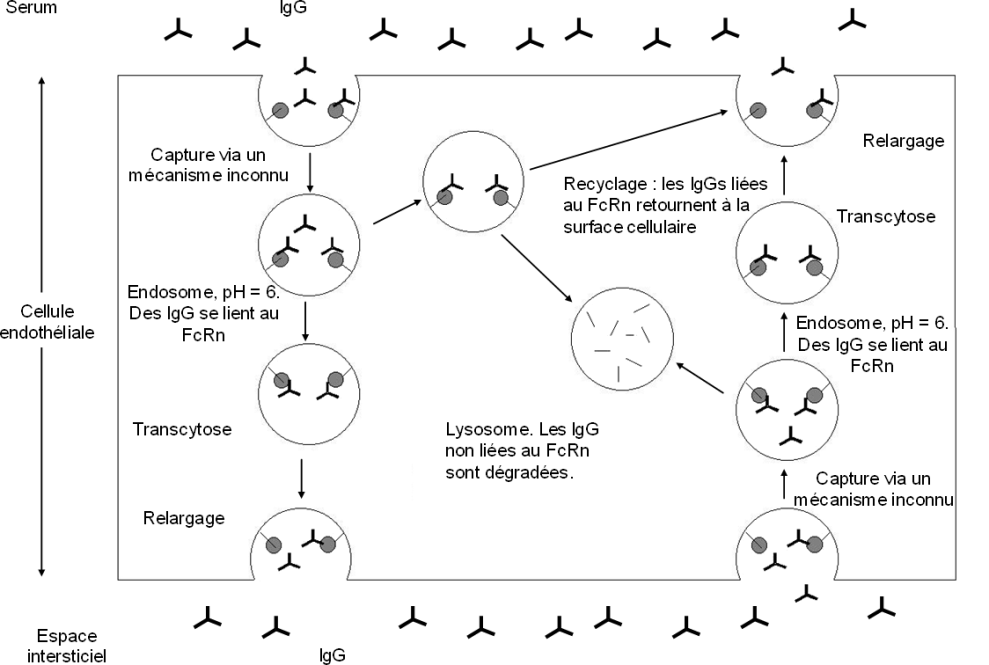 Serum
IgG
Capture via un
mécanisme inconnu
Endosome, pH = 6.
Des IgG se lient au
FcRn
Cellule
endothéliale
Transcytose
Relargage
Espace
intersticiel
IgG
Recyclage : les IgGs liées
au FcRn retournent à la
surface cellulaire
Lysosome. Les IgG
non liées au FcRn
sont dégradées.
Relargage
Transcytose
Endosome, pH = 6.
Des IgG se lient au
FcRn
Capture via un
mécanisme inconnu